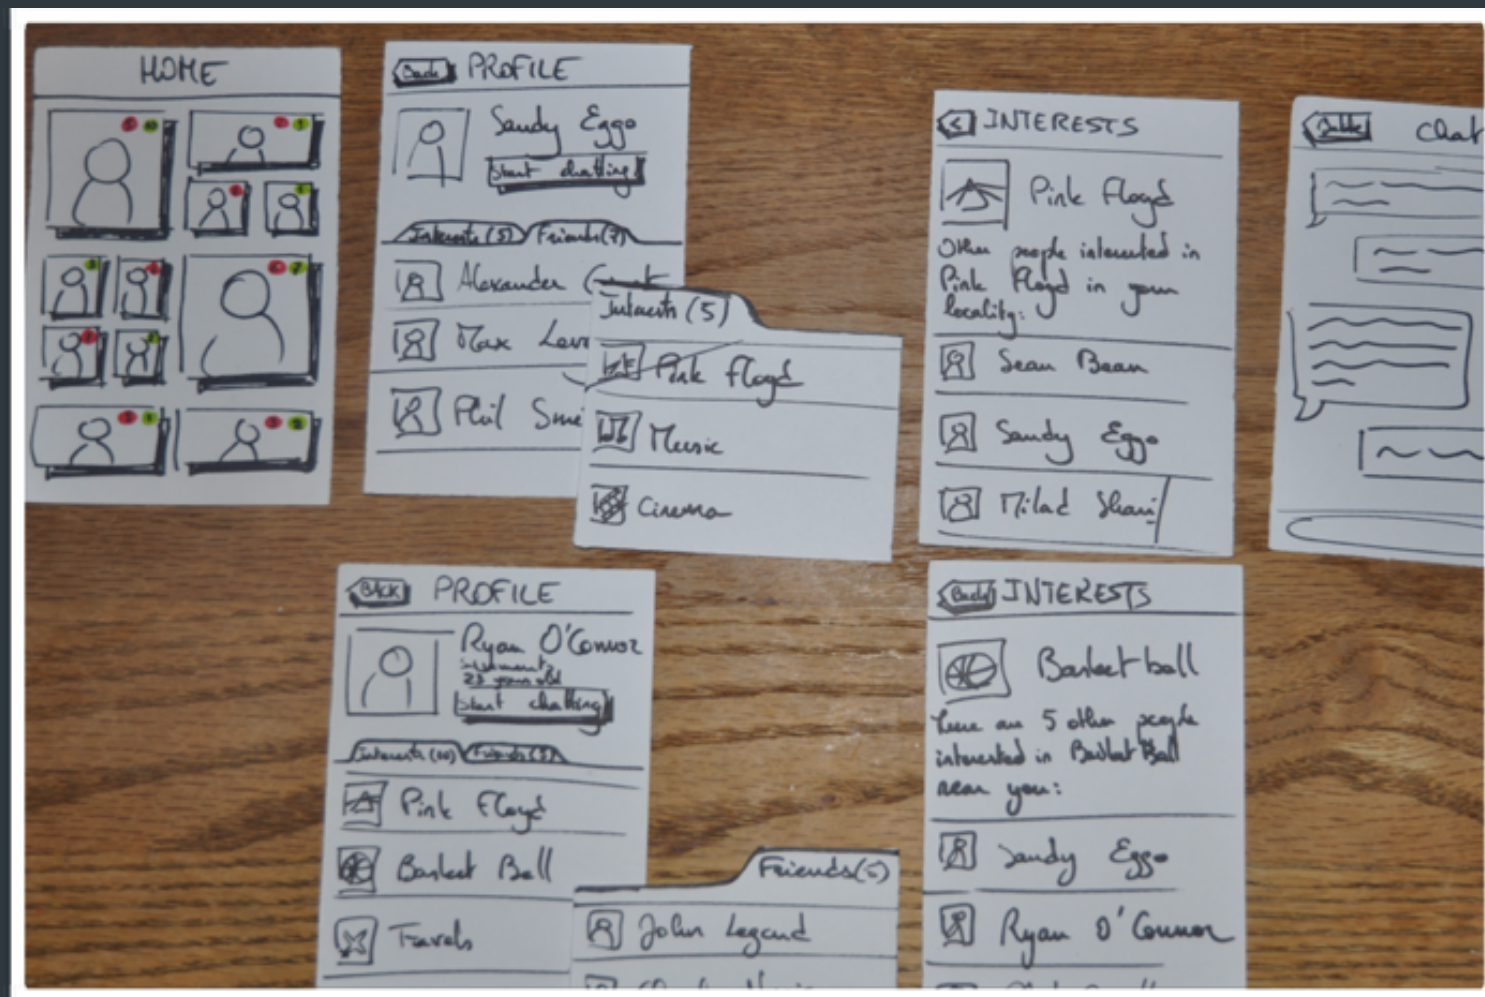 HOME
Back PROFILE
Sandy Eggo
Start chatting
Interests (5) Friends (7)
Alexander
Max
Phil
Interests (5)
Pink Floyd
Music
Cinema
< INTERESTS
Pink Floyd
Other people interested in
Pink Floyd in your
locality:
Sean Bean
Sandy Eggo
Milad
Chat
BACK PROFILE
Ryan O'Connor
Start chatting
Interests (10)
Pink Floyd
Basket Ball
Travels
Friends
John Legend
Back INTERESTS
Basket ball
There are 5 other people
interested in Basket Ball
near you:
Sandy Eggo
Ryan O'Connor